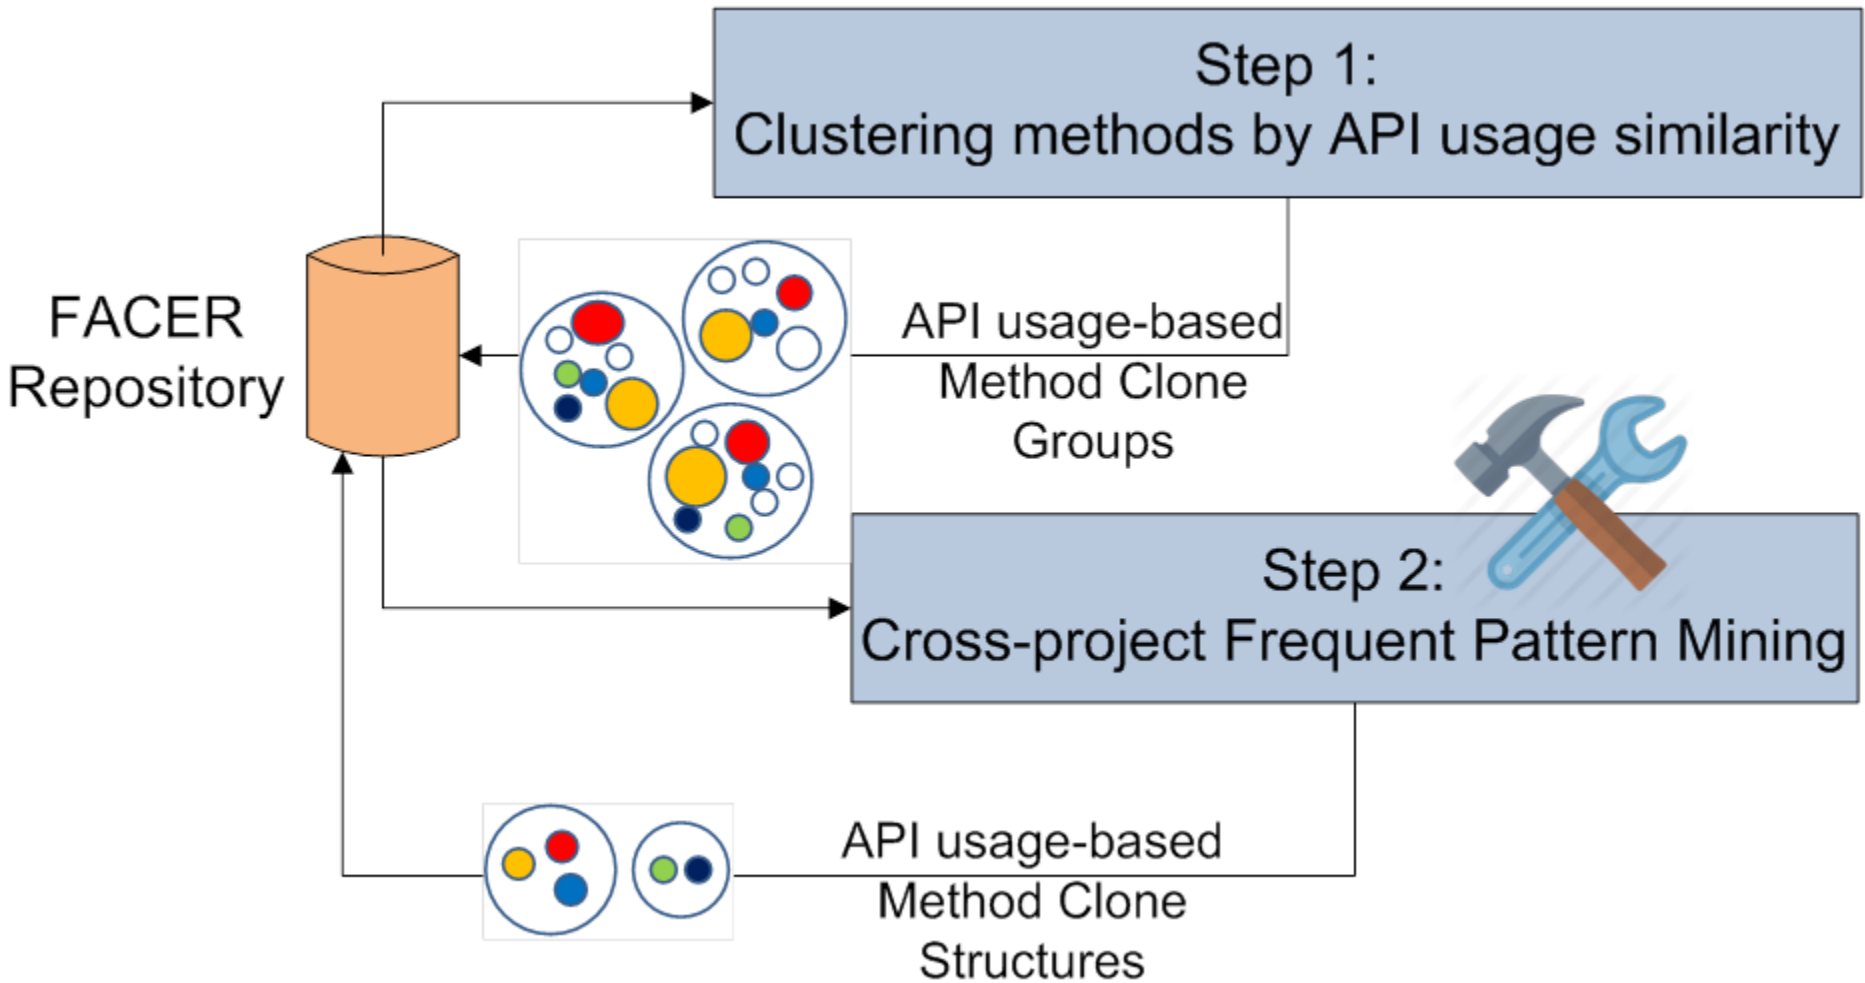 Step 1:
Clustering methods by API usage similarity
FACER
Repository
API usage-based
Method Clone
Groups
Step 2:
Cross-project Frequent Pattern Mining
API usage-based
Method Clone
Structures